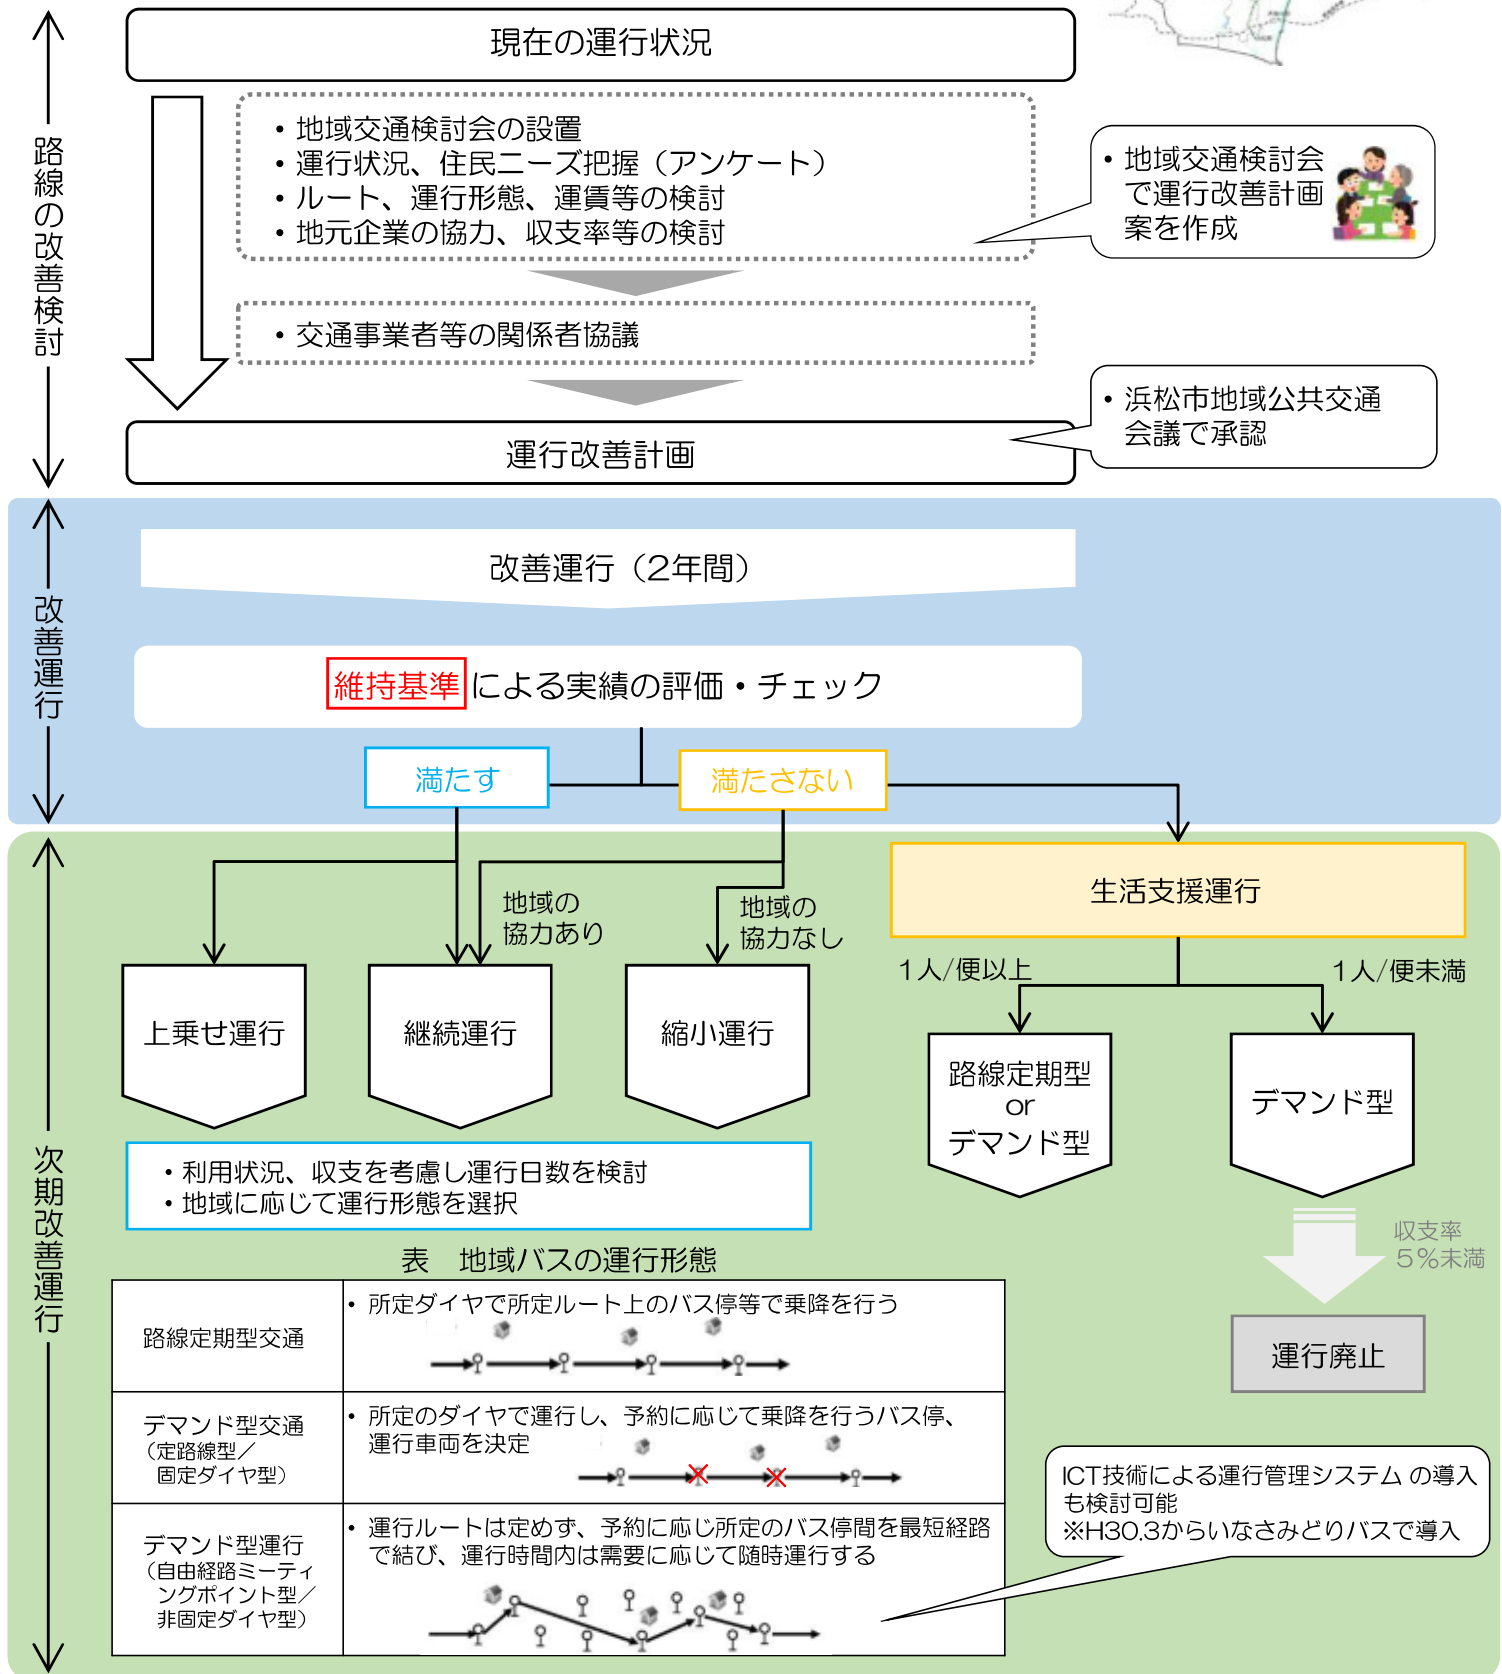 路線の改善検討
現在の運行状況
・地域交通検討会の設置
・運行状況、住民ニーズ把握（アンケート）
・ルート、運行形態、運賃等の検討
・地元企業の協力、収支率等の検討
・地域交通検討会
で運行改善計画
案を作成
・交通事業者等の関係者協議
・浜松市地域公共交通
会議で承認
運行改善計画
改善運行
改善運行（2年間）
維持基準による実績の評価・チェック
満たす
満たさない
次期改善運行
地域の
協力あり
地域の
協力なし
生活支援運行
1人/便以上
1人/便未満
上乗せ運行
継続運行
縮小運行
路線定期型
or
デマンド型
デマンド型
・利用状況、収支を考慮し運行日数を検討
・地域に応じて運行形態を選択
収支率
5％未満
運行廃止
表　地域バスの運行形態
路線定期型交通
・所定ダイヤで所定ルート上のバス停等で乗降を行う
デマンド型交通
（定路線型／
固定ダイヤ型）
・所定のダイヤで運行し、予約に応じて乗降を行うバス停、
運行車両を決定
デマンド型運行
（自由経路ミーティ
ングポイント型／
非固定ダイヤ型）
・運行ルートは定めず、予約に応じ所定のバス停間を最短経路
で結び、運行時間内は需要に応じて随時運行する
ICT技術による運行管理システム の導入
も検討可能
※H30.3からいなさみどりバスで導入